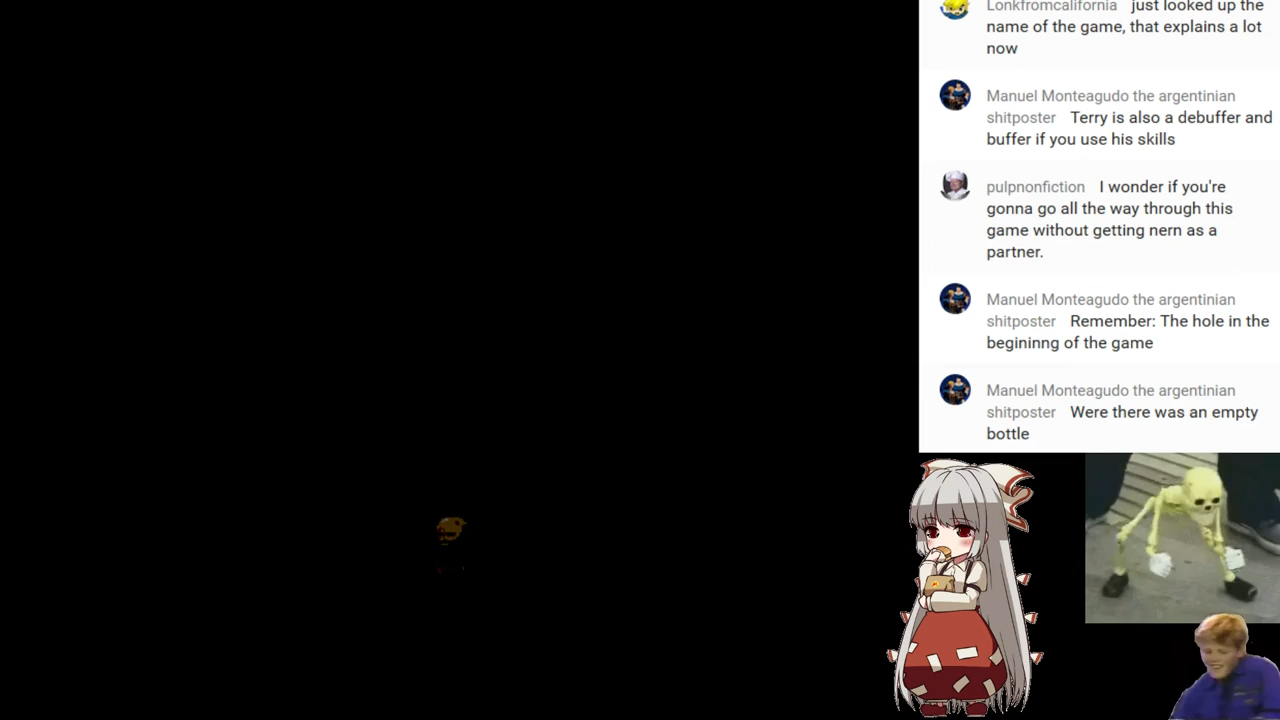 Lonkfromcalifornia just looked up the
name of the game, that explains a lot
now
Manuel Monteagudo the argentinian
shitposter Terry is also a debuffer and
buffer if you use his skills
pulpnonfiction I wonder if you're
gonna go all the way through this
game without getting nern as a
partner.
Manuel Monteagudo the argentinian
shitposter Remember: The hole in the
begininng of the game
Manuel Monteagudo the argentinian
shitposter Were there was an empty
bottle